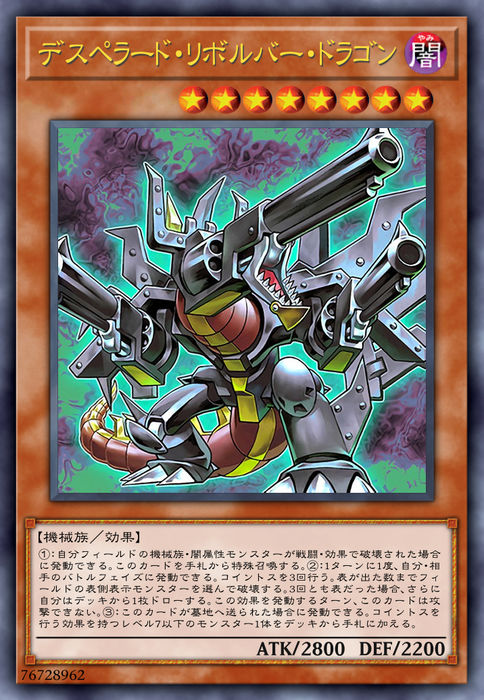 デスペラード・リボルバー・ドラゴン
やみ
闇
【機械族／効果】
①：自分フィールドの機械族・闇属性モンスターが戦闘・効果で破壊された場合
に発動できる。このカードを手札から特殊召喚する。②：1ターンに1度、自分・相
手のバトルフェイズに発動できる。コイントスを3回行う。表が出た数までフィ
ールドの表側表示モンスターを選んで破壊する。3回とも表だった場合、さらに
自分はデッキから1枚ドローする。この効果を発動するターン、このカードは攻
撃できない。③：このカードが墓地へ送られた場合に発動できる。コイントスを
行う効果を持つレベル7以下のモンスター1体をデッキから手札に加える。
ATK/2800 DEF/2200
76728962